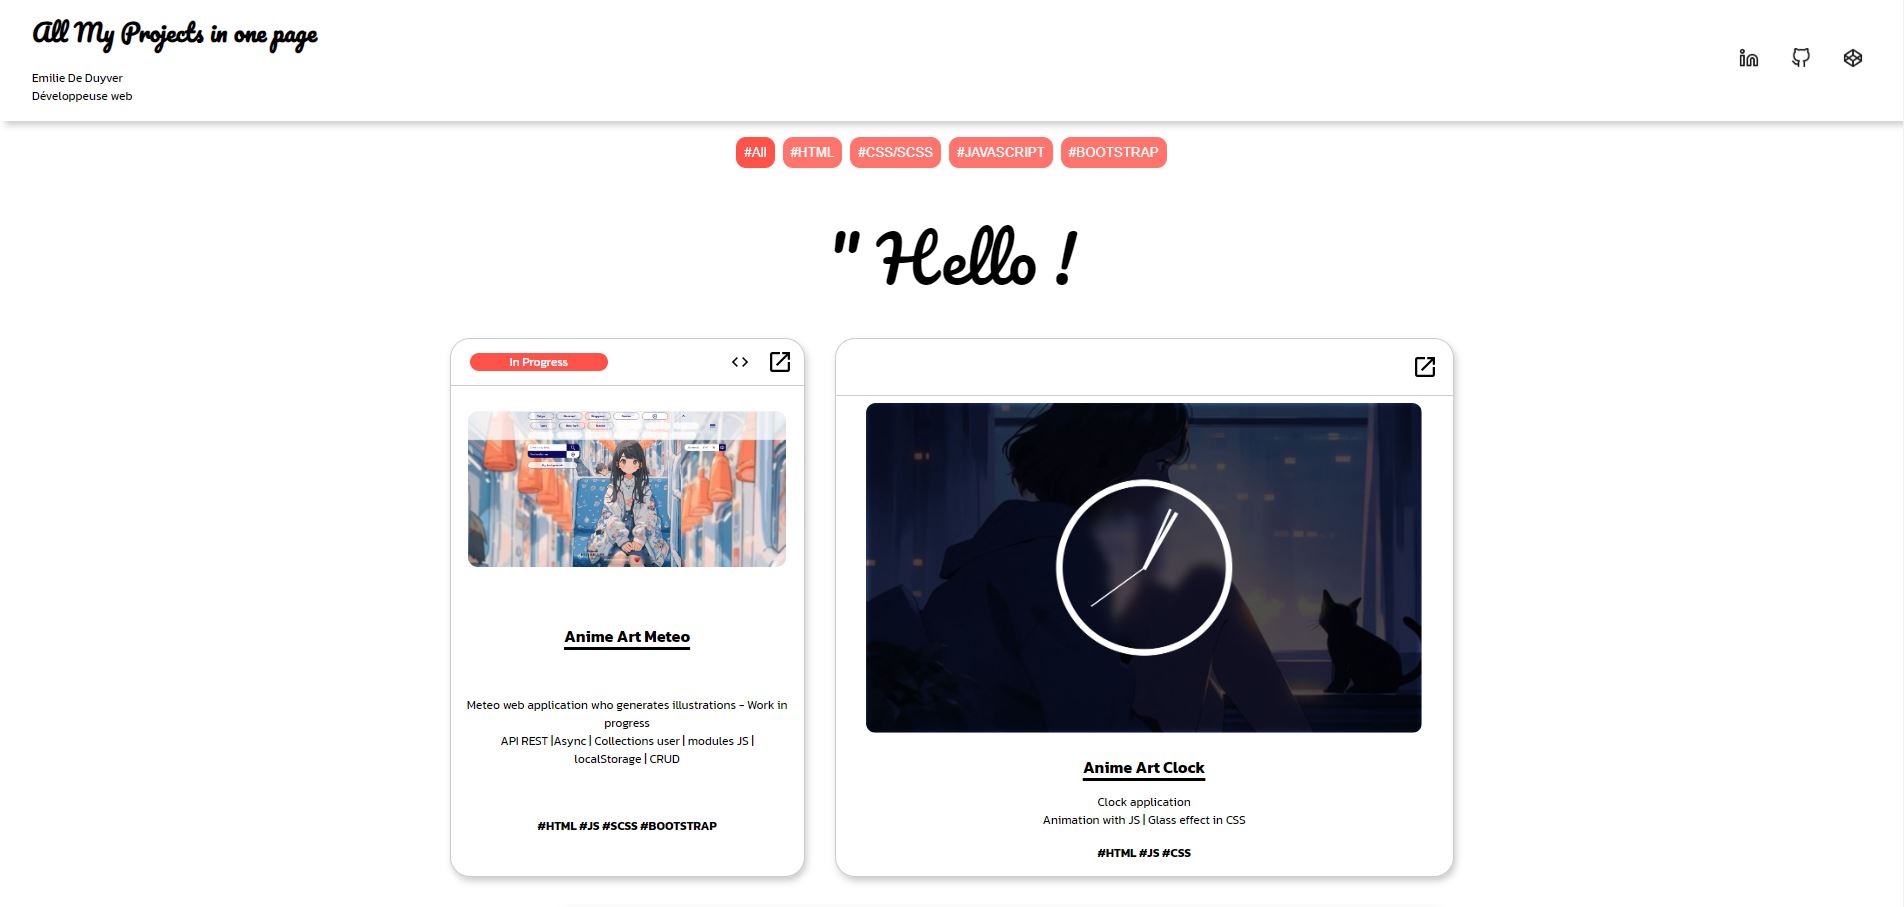 All My Projects in one page
Emilie De Duyver
Développeuse web
#All #HTML #CSS/SCSS #JAVASCRIPT #BOOTSTRAP
" Hello !
In Progress
Anime Art Meteo
Meteo web application who generates illustrations - Work in
progress
API REST |Async | Collections user | modules JS |
localStorage | CRUD
#HTML #JS #SCSS #BOOTSTRAP
Anime Art Clock
Clock application
Animation with JS | Glass effect in CSS
#HTML #JS #CSS